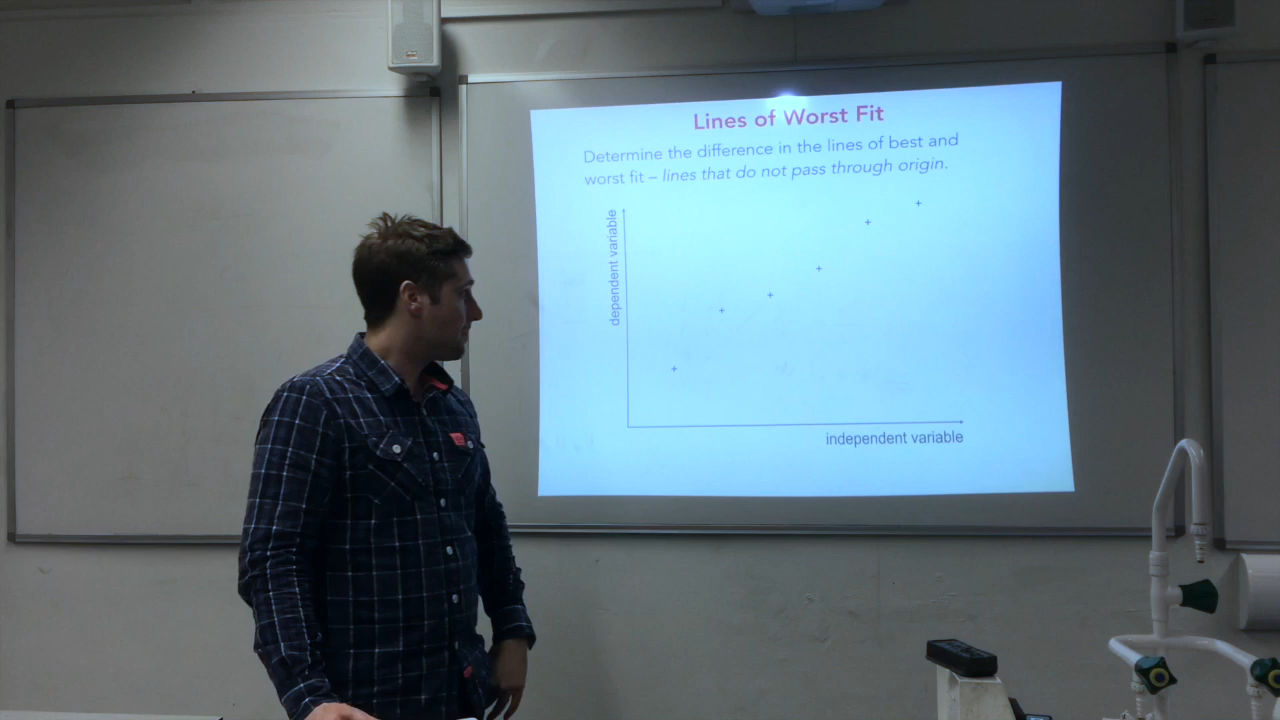 Lines of Worst Fit
Determine the difference in the lines of best and
worst fit – lines that do not pass through origin.
dependent variable
independent variable